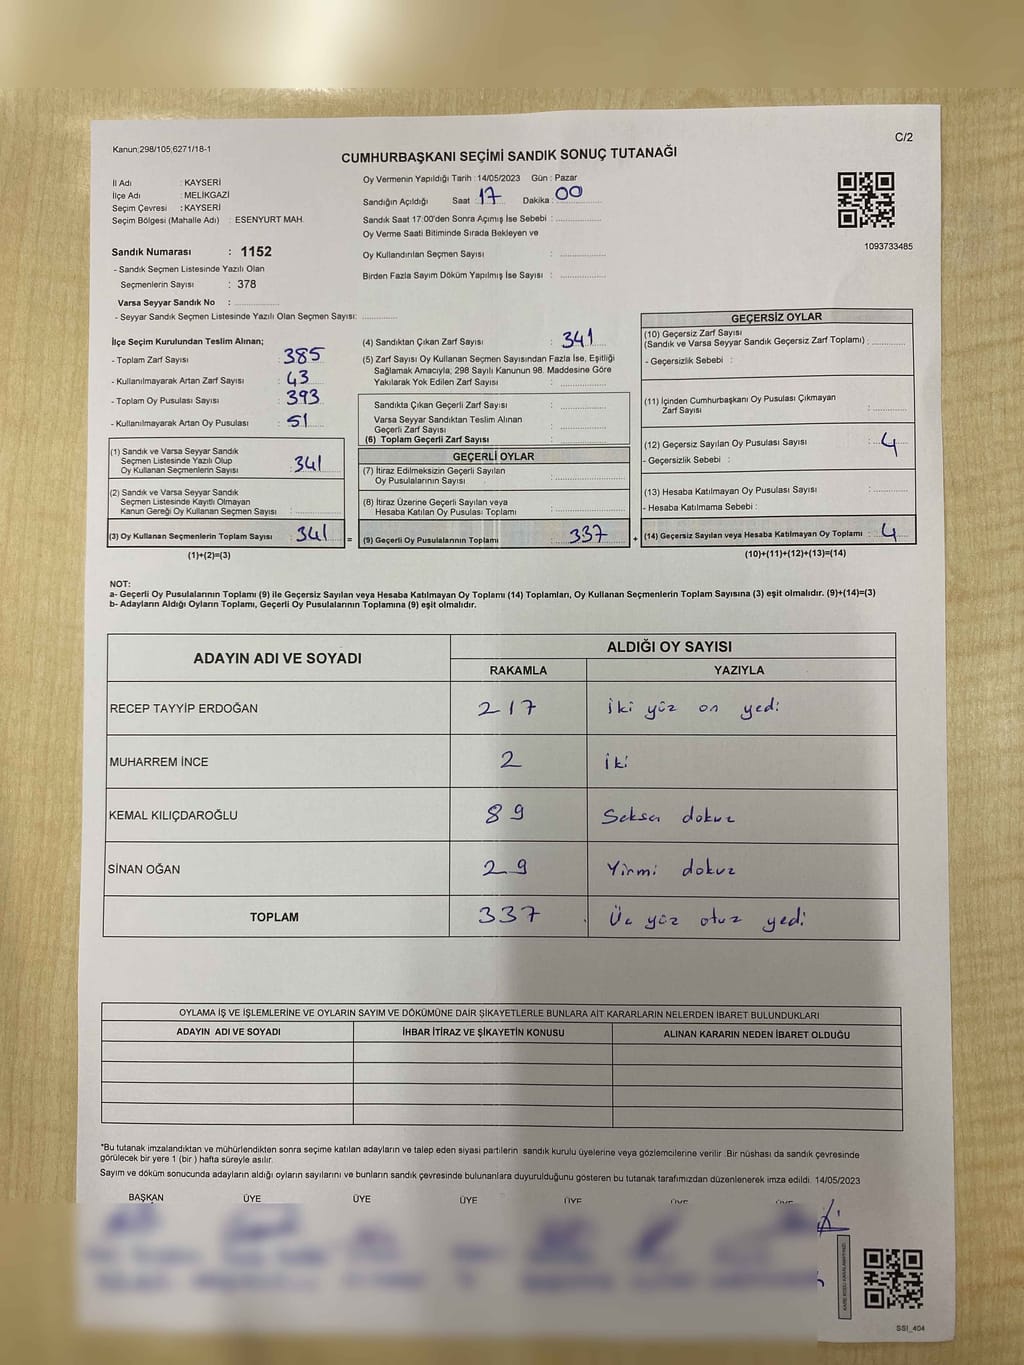 Kanun;298/105,6271/18-1
C/2
CUMHURBAŞKANI SEÇİMİ SANDIK SONUÇ TUTANAĞI
İl Adı : KAYSERİ
İlçe Adı : MELİKGAZİ
Seçim Çevresi : KAYSERİ
Seçim Bölgesi (Mahalle Adı) : ESENYURT MAH.
Oy Vermenin Yapıldığı Tarih : 14/05/2023 Gün : Pazar
Sandığın Açıldığı Saat : 17 Dakika : 00
Sandık Saat 17:00'den Sonra Açımış İse Sebebi :
Oy Verme Saati Bitiminde Sırada Bekleyen ve
Oy Kullandırılan Seçmen Sayısı :
Birden Fazla Sayım Döküm Yapılmış İse Sayısı :
1093733485
Sandık Numarası : 1152
- Sandık Seçmen Listesinde Yazılı Olan
Seçmenlerin Sayısı : 378
Varsa Seyyar Sandık No :
- Seyyar Sandık Seçmen Listesinde Yazılı Olan Seçmen Sayısı:
İlçe Seçim Kurulundan Teslim Alınan;
- Toplam Zarf Sayısı : 385
- Kullanılmayarak Artan Zarf Sayısı : 43
- Toplam Oy Pusulası Sayısı : 393
- Kullanılmayarak Artan Oy Pusulası : 51
(1) Sandık ve Varsa Seyyar Sandık
Seçmen Listesinde Yazılı Olup
Oy Kullanan Seçmenlerin Sayısı : 341
(2) Sandık ve Varsa Seyyar Sandık
Seçmen Listesinde Kayıtlı Olmayan
Kanun Gereği Oy Kullanan Seçmen Sayısı :
(3) Oy Kullanan Seçmenlerin Toplam Sayısı : 341 =
(1)+(2)=(3)
(4) Sandıktan Çıkan Zarf Sayısı : 341
(5) Zarf Sayısı Oy Kullanan Seçmen Sayısından Fazla İse, Eşitliği
Sağlamak Amacıyla; 298 Sayılı Kanunun 98. Maddesine Göre
Yakılarak Yok Edilen Zarf Sayısı :
Sandıkta Çıkan Geçerli Zarf Sayısı :
Varsa Seyyar Sandıktan Teslim Alınan
Geçerli Zarf Sayısı :
(6) Toplam Geçerli Zarf Sayısı :
GEÇERLİ OYLAR
(7) İtiraz Edilmeksizin Geçerli Sayılan
Oy Pusulalarının Sayısı :
(8) İtiraz Üzerine Geçerli Sayılan veya
Hesaba Katılan Oy Pusulası Toplamı :
(9) Geçerli Oy Pusulalarının Toplamı : 337 +
GEÇERSİZ OYLAR
(10) Geçersiz Zarf Sayısı
(Sandık ve Varsa Seyyar Sandık Geçersiz Zarf Toplamı) :
- Geçersizlik Sebebi :
(11) İçinden Cumhurbaşkanı Oy Pusulası Çıkmayan
Zarf Sayısı :
(12) Geçersiz Sayılan Oy Pusulası Sayısı : 4
- Geçersizlik Sebebi :
(13) Hesaba Katılmayan Oy Pusulası Sayısı :
- Hesaba Katılmama Sebebi :
(14) Geçersiz Sayılan veya Hesaba Katılmayan Oy Toplamı : 4
(10)+(11)+(12)+(13)=(14)
NOT:
a- Geçerli Oy Pusulalarının Toplamı (9) ile Geçersiz Sayılan veya Hesaba Katılmayan Oy Toplamı (14) Toplamları, Oy Kullanan Seçmenlerin Toplam Sayısına (3) eşit olmalıdır. (9)+(14)=(3)
b- Adayların Aldığı Oyların Toplamı, Geçerli Oy Pusulalarının Toplamına (9) eşit olmalıdır.
ADAYIN ADI VE SOYADI
ALDIĞI OY SAYISI
RAKAMLA YAZIYLA
RECEP TAYYİP ERDOĞAN 217 İki yüz on yedi
MUHARREM İNCE 2 İki
KEMAL KILIÇDAROĞLU 89 Seksen dokuz
SİNAN OĞAN 29 Yirmi dokuz
TOPLAM 337 Üç yüz otuz yedi
OYLAMA İŞ VE İŞLEMLERİNE VE OYLARIN SAYIM VE DÖKÜMÜNE DAİR ŞİKAYETLERLE BUNLARA AİT KARARLARIN NELERDEN İBARET BULUNDUKLARI
ADAYIN ADI VE SOYADI İHBAR İTİRAZ VE ŞİKAYETİN KONUSU ALINAN KARARIN NEDEN İBARET OLDUĞU
*Bu tutanak imzalandıktan ve mühürlendikten sonra seçime katılan adayların ve talep eden siyasi partilerin sandık kurulu üyelerine veya gözlemcilerine verilir .Bir nüshası da sandık çevresinde
görülecek bir yere 1 (bir ) hafta süreyle asılır.
Sayım ve döküm sonucunda adayların aldığı oyların sayılarını ve bunların sandık çevresinde bulunanlara duyurulduğunu gösteren bu tutanak tarafımızdan düzenlenerek imza edildi. 14/05/2023
BAŞKAN ÜYE ÜYE ÜYE ÜYE ÜYE ÜYE
SSI_404